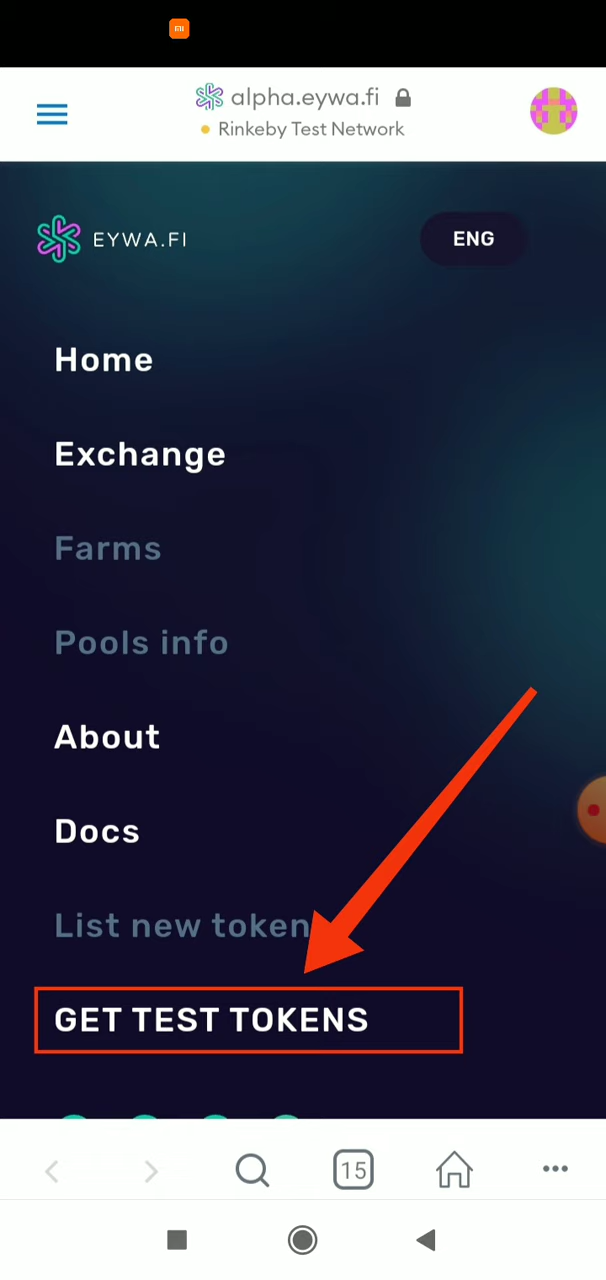 alpha.eywa.fi
Rinkeby Test Network
EYWA.FI
ENG
Home
Exchange
Farms
Pools info
About
Docs
List new token
GET TEST TOKENS
15